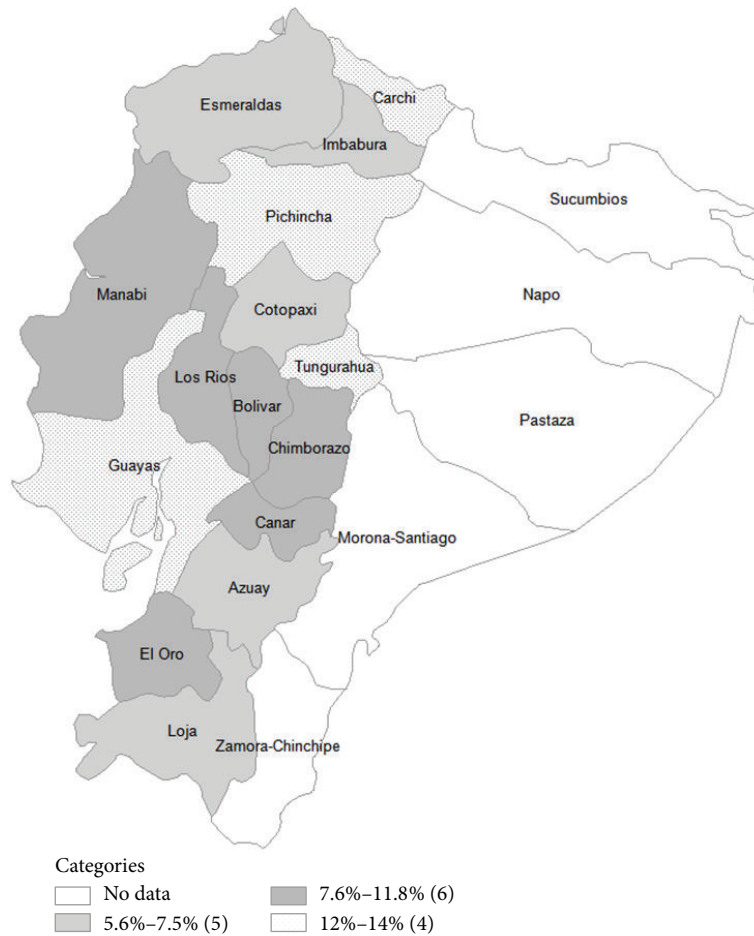 Esmeraldas
Carchi
Imbabura
Sucumbios
Pichincha
Napo
Manabi
Cotopaxi
Tungurahua
Los Rios
Bolivar
Pastaza
Chimborazo
Guayas
Canar
Morona-Santiago
Azuay
El Oro
Loja
Zamora-Chinchipe
Categories
No data
7.6%–11.8% (6)
5.6%–7.5% (5)
12%–14% (4)